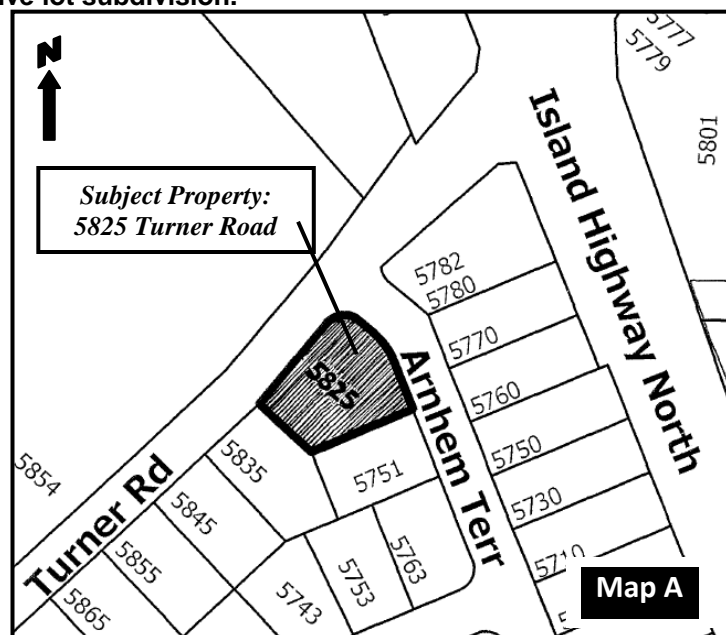 ive lot subdivision.
N
Subject Property:
5825 Turner Road
Island Highway North
Arnhem Terr
Turner Rd
5777
5779
5801
5782
5780
5770
5760
5750
5730
5825
5751
5835
5845
5855
5865
5854
5763
5753
5743
Map A